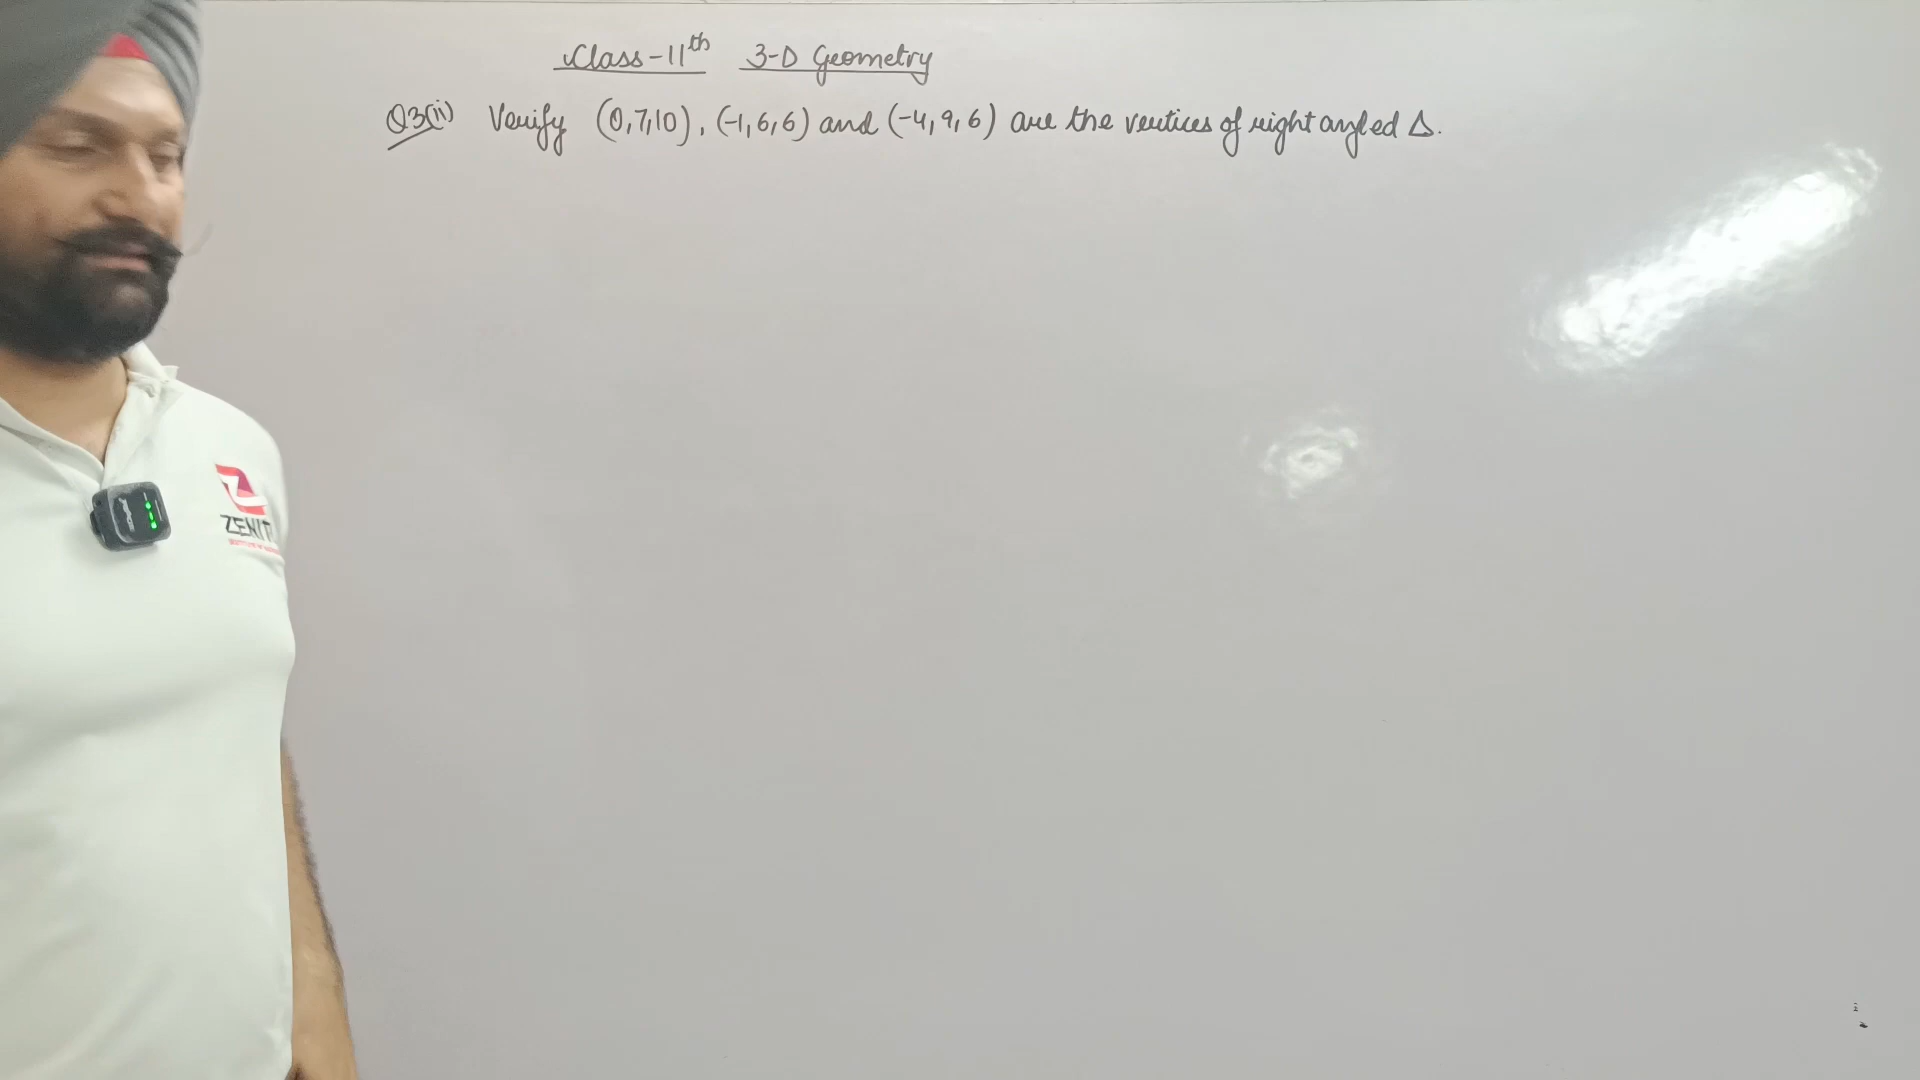 Class-11th 3-D Geometry
Q3(ii) Verify (0,7,10), (-1,6,6) and (-4,9,6) are the vertices of right angled Δ.
ZENIT